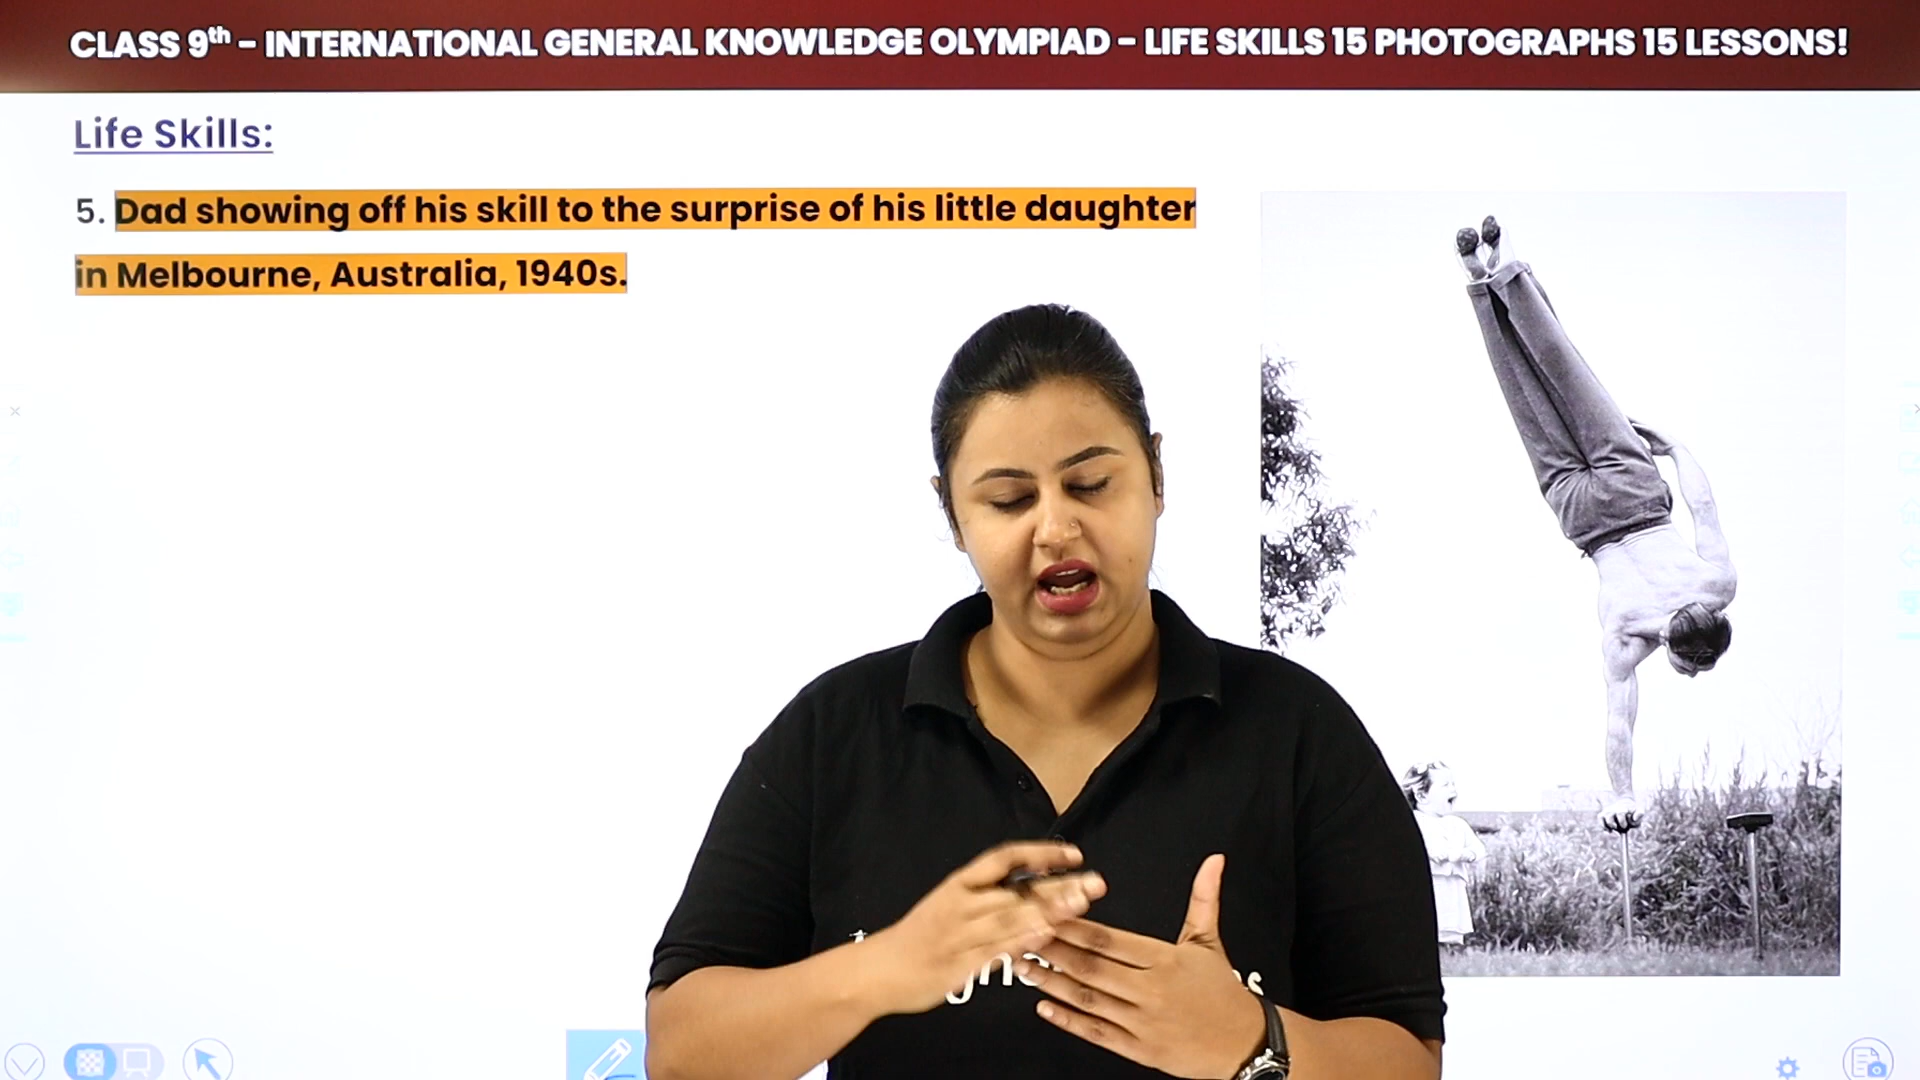 CLASS 9th - INTERNATIONAL GENERAL KNOWLEDGE OLYMPIAD - LIFE SKILLS 15 PHOTOGRAPHS 15 LESSONS!
Life Skills:
5. Dad showing off his skill to the surprise of his little daughter
in Melbourne, Australia, 1940s.